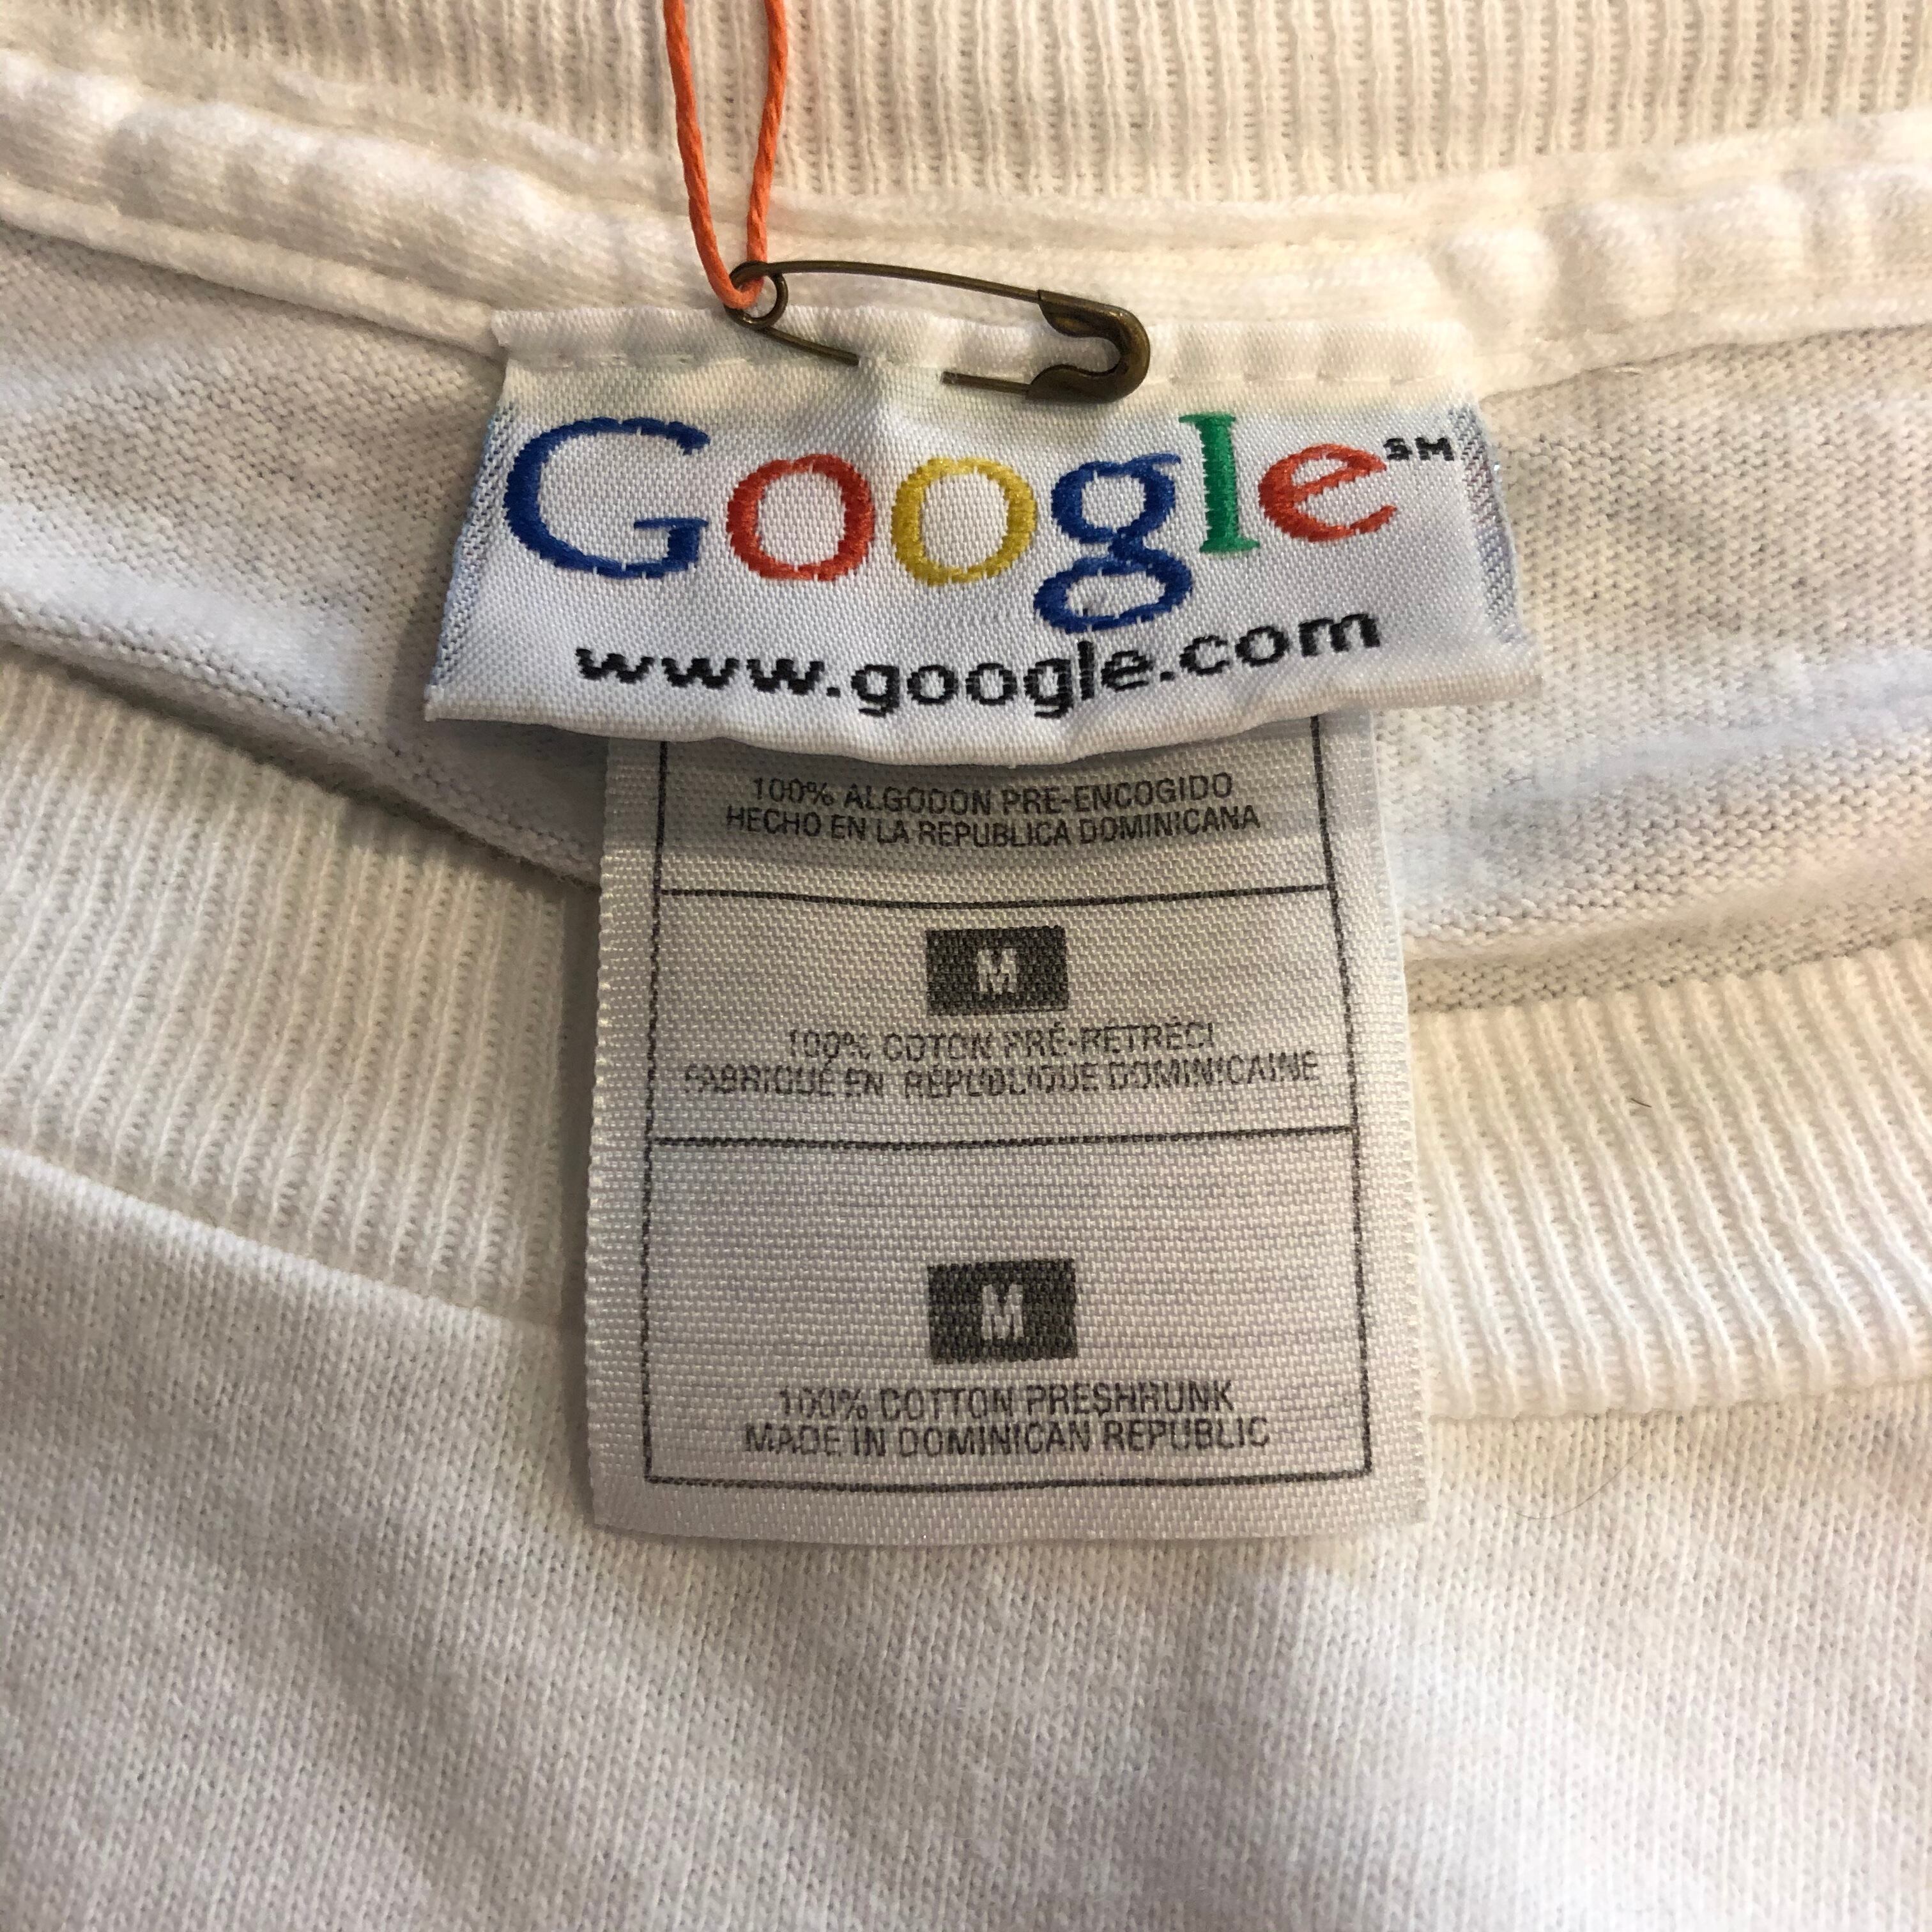 Google SM
www.google.com
100% ALGODON PRE-ENCOGIDO
HECHO EN LA REPUBLICA DOMINICANA
M
100% COTON PRÉ-RETRÉCI
FABRIQUÉ EN RÉPUBLIQUE DOMINICAINE
M
100% COTTON PRESHRUNK
MADE IN DOMINICAN REPUBLIC